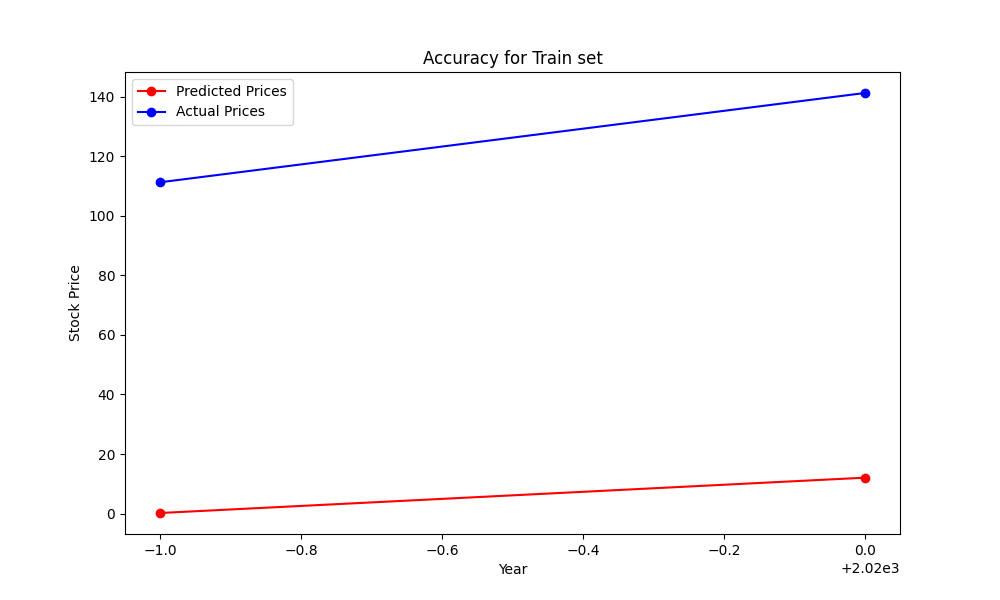 Accuracy for Train set
Predicted Prices
Actual Prices
140
120
100
80
60
40
20
0
Stock Price
−1.0 −0.8 −0.6 −0.4 −0.2 0.0
+2.02e3
Year